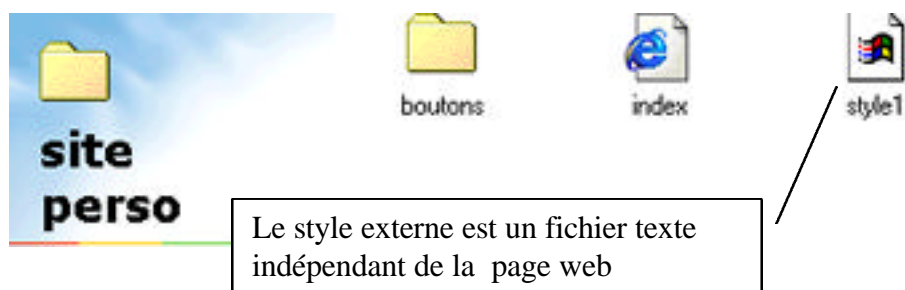 boutons
index
style1
site
perso
Le style externe est un fichier texte
indépendant de la page web